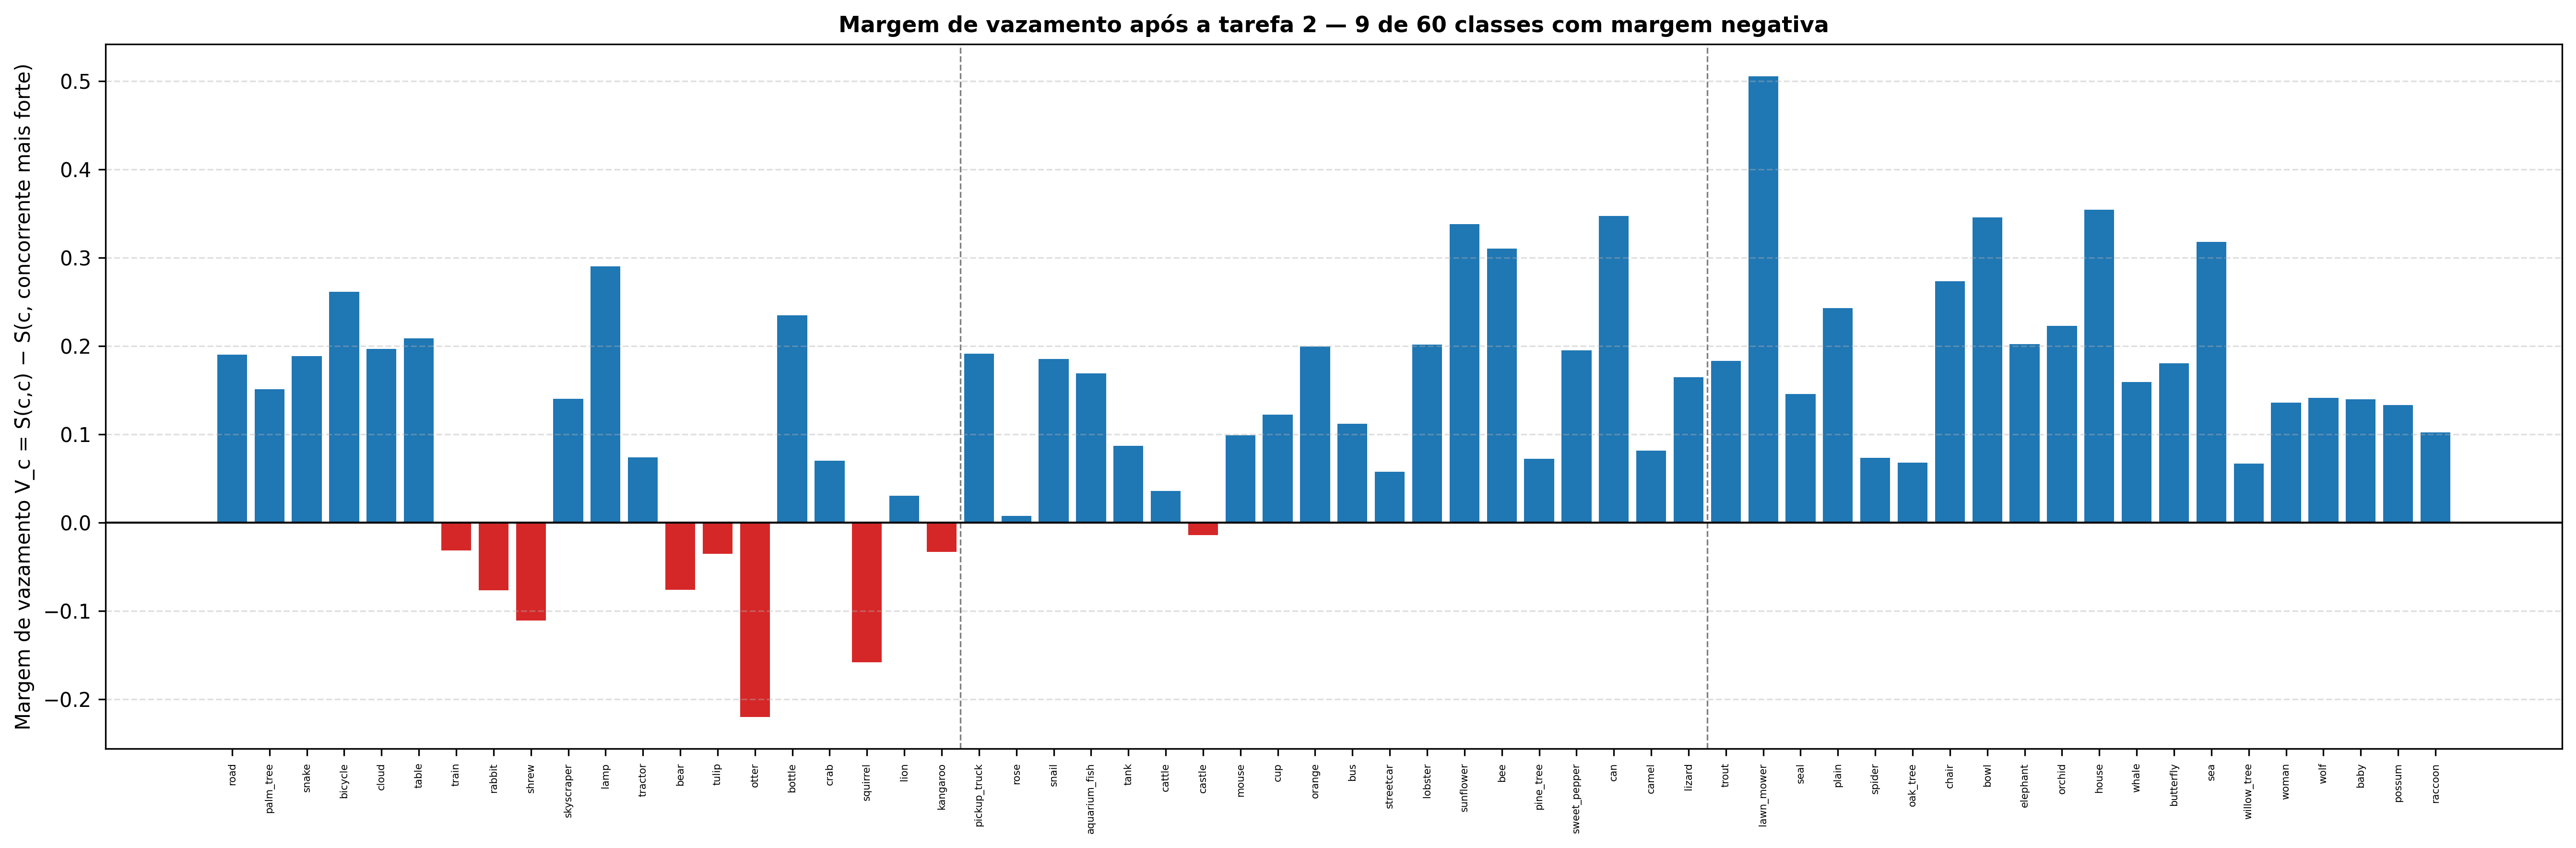 Margem de vazamento após a tarefa 2 — 9 de 60 classes com margem negativa
Margem de vazamento V_c = S(c,c) − S(c, concorrente mais forte)
0.5
0.4
0.3
0.2
0.1
0.0
−0.1
−0.2
road
palm_tree
snake
bicycle
cloud
table
train
rabbit
shrew
skyscraper
lamp
tractor
bear
tulip
otter
bottle
crab
squirrel
lion
kangaroo
pickup_truck
rose
snail
aquarium_fish
tank
cattle
castle
mouse
cup
orange
bus
streetcar
lobster
sunflower
bee
pine_tree
sweet_pepper
can
camel
lizard
trout
lawn_mower
seal
plain
spider
oak_tree
chair
bowl
elephant
orchid
house
whale
butterfly
sea
willow_tree
woman
wolf
baby
possum
raccoon